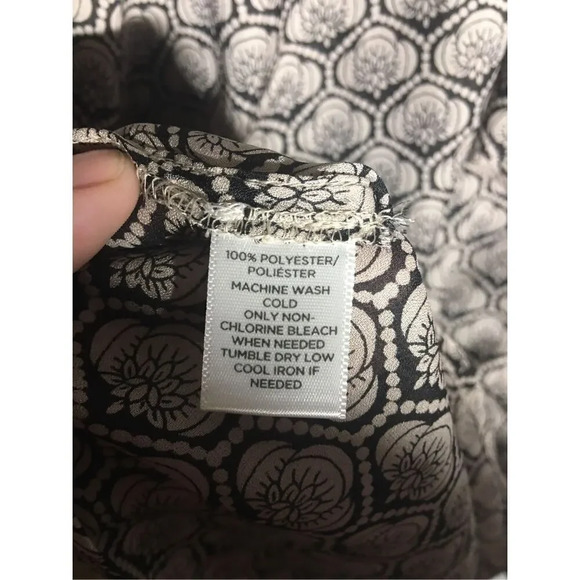 100% POLYESTER/
POLIÉSTER
MACHINE WASH
COLD
ONLY NON-
CHLORINE BLEACH
WHEN NEEDED
TUMBLE DRY LOW
COOL IRON IF
NEEDED